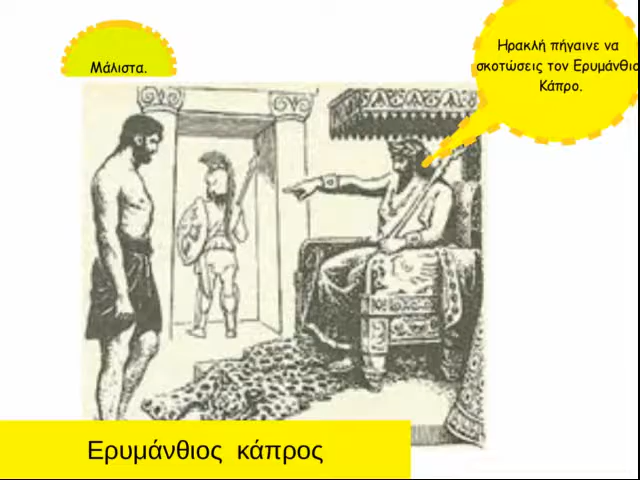 Μάλιστα.
Ηρακλή πήγαινε να
σκοτώσεις τον Ερυμάνθιο
Κάπρο.
Ερυμάνθιος κάπρος